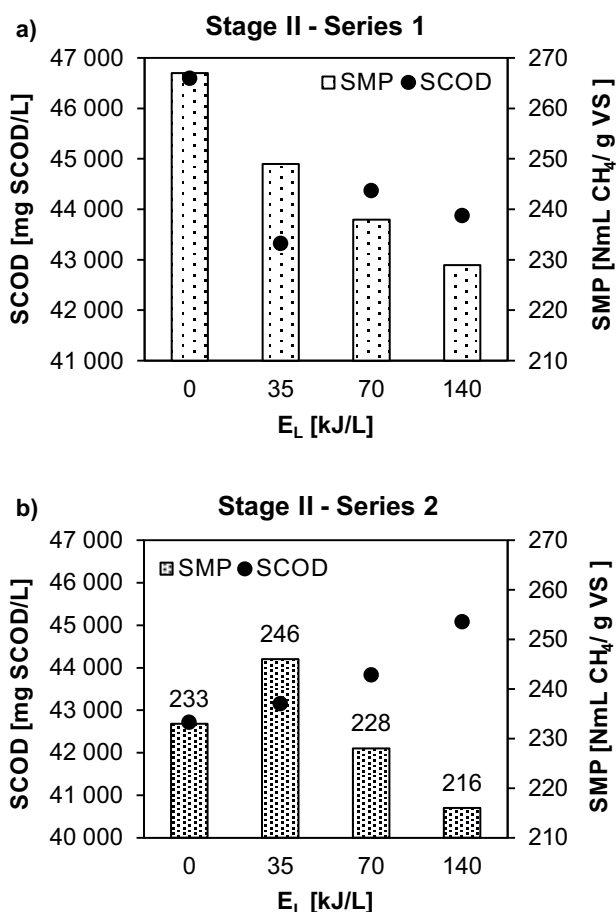 a)
Stage II - Series 1
SMP SCOD
47 000
46 000
45 000
44 000
43 000
42 000
41 000
SCOD [mg SCOD/L]
270
260
250
240
230
220
210
SMP [NmL CH₄/ g VS ]
0 35 70 140
E_L [kJ/L]
b)
Stage II - Series 2
SMP SCOD
47 000
46 000
45 000
44 000
43 000
42 000
41 000
40 000
SCOD [mg SCOD/L]
233
246
228
216
270
260
250
240
230
220
210
SMP [NmL CH₄/ g VS ]
0 35 70 140
E_L [kJ/L]